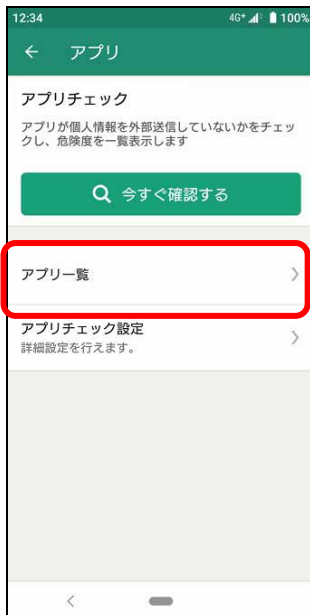 12:34 4G+ 100%
← アプリ
アプリチェック
アプリが個人情報を外部送信していないかをチェッ
クし、危険度を一覧表示します
今すぐ確認する
アプリ一覧
アプリチェック設定
詳細設定を行えます。